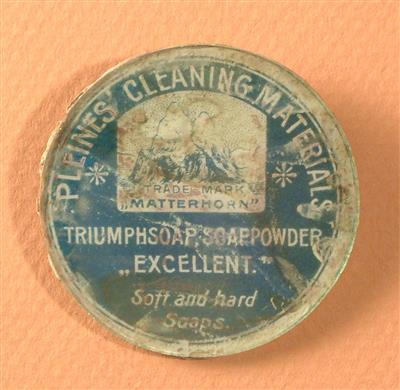 PLEINES' CLEANING MATERIALS
TRADE-MARK
„MATTERHORN"
TRIUMPHSOAP, SOAPPOWDER
„EXCELLENT."
Soft and hard
Soaps.